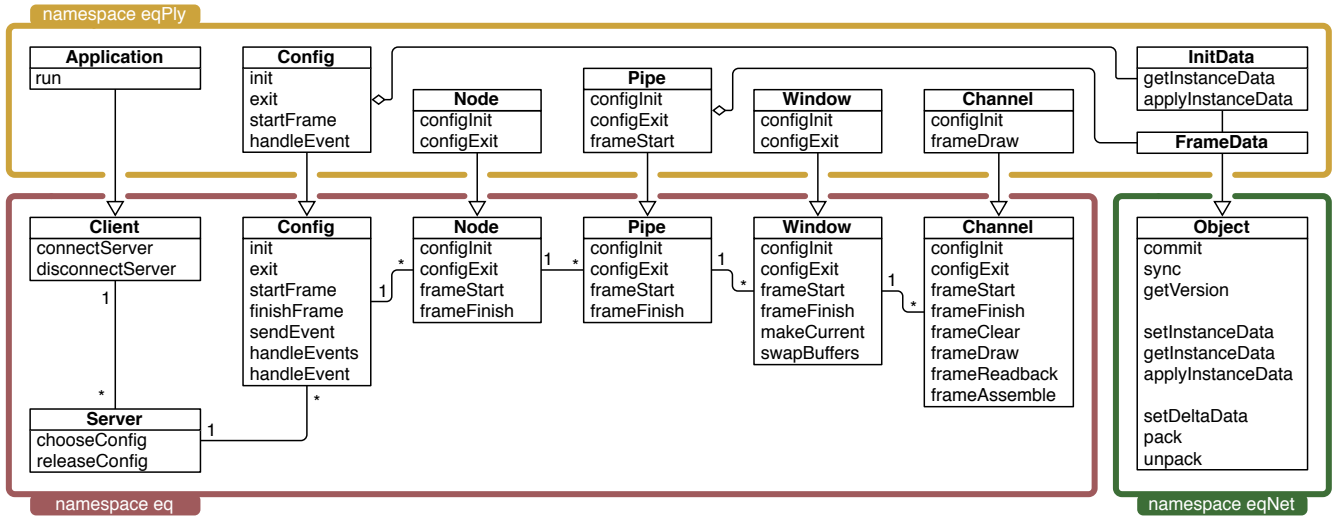 namespace eqPly
Application
run
Config
init
exit
startFrame
handleEvent
Node
configInit
configExit
Pipe
configInit
configExit
frameStart
Window
configInit
configExit
Channel
configInit
frameDraw
InitData
getInstanceData
applyInstanceData
FrameData
Client
connectServer
disconnectServer
1
*
Server
chooseConfig
releaseConfig
1
*
Config
init
exit
startFrame
finishFrame
sendEvent
handleEvents
handleEvent
1
*
Node
configInit
configExit
frameStart
frameFinish
1
*
Pipe
configInit
configExit
frameStart
frameFinish
1
*
Window
configInit
configExit
frameStart
frameFinish
makeCurrent
swapBuffers
1
*
Channel
configInit
configExit
frameStart
frameFinish
frameClear
frameDraw
frameReadback
frameAssemble
Object
commit
sync
getVersion
setInstanceData
getInstanceData
applyInstanceData
setDeltaData
pack
unpack
namespace eq
namespace eqNet